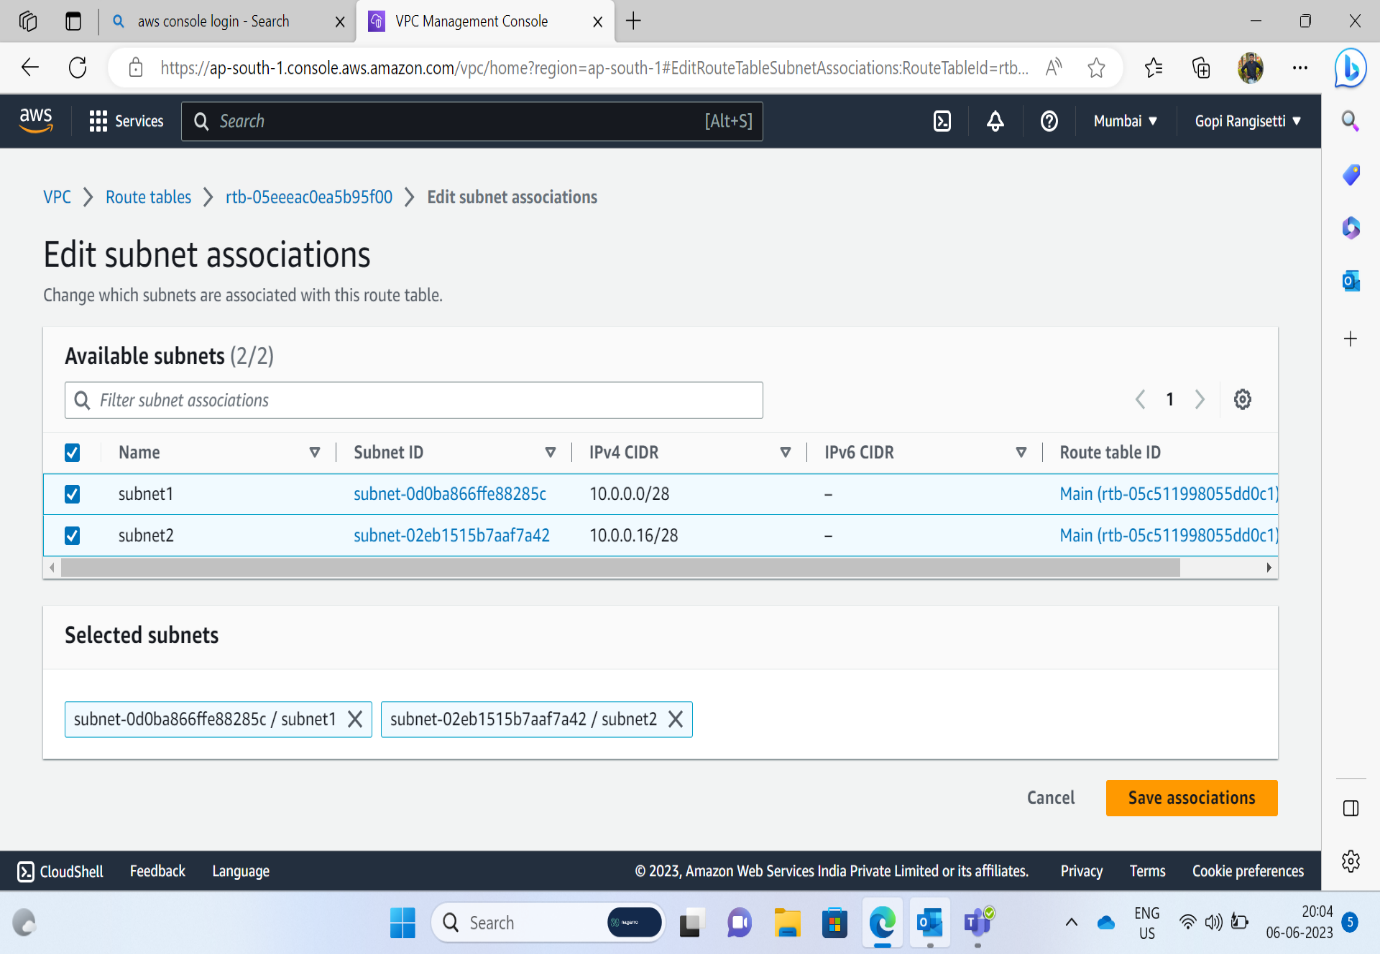 aws console login - Search
VPC Management Console
https://ap-south-1.console.aws.amazon.com/vpc/home?region=ap-south-1#EditRouteTableSubnetAssociations:RouteTableId=rtb...
aws
Services
Search
[Alt+S]
Mumbai
Gopi Rangisetti
VPC
Route tables
rtb-05eeeac0ea5b95f00
Edit subnet associations
Edit subnet associations
Change which subnets are associated with this route table.
Available subnets (2/2)
Filter subnet associations
1
Name
Subnet ID
IPv4 CIDR
IPv6 CIDR
Route table ID
subnet1
subnet-0d0ba866ffe88285c
10.0.0.0/28
–
Main (rtb-05c511998055dd0c1)
subnet2
subnet-02eb1515b7aaf7a42
10.0.0.16/28
–
Main (rtb-05c511998055dd0c1)
Selected subnets
subnet-0d0ba866ffe88285c / subnet1
subnet-02eb1515b7aaf7a42 / subnet2
Cancel
Save associations
CloudShell
Feedback
Language
© 2023, Amazon Web Services India Private Limited or its affiliates.
Privacy
Terms
Cookie preferences
Search
ENG
US
20:04
06-06-2023
5